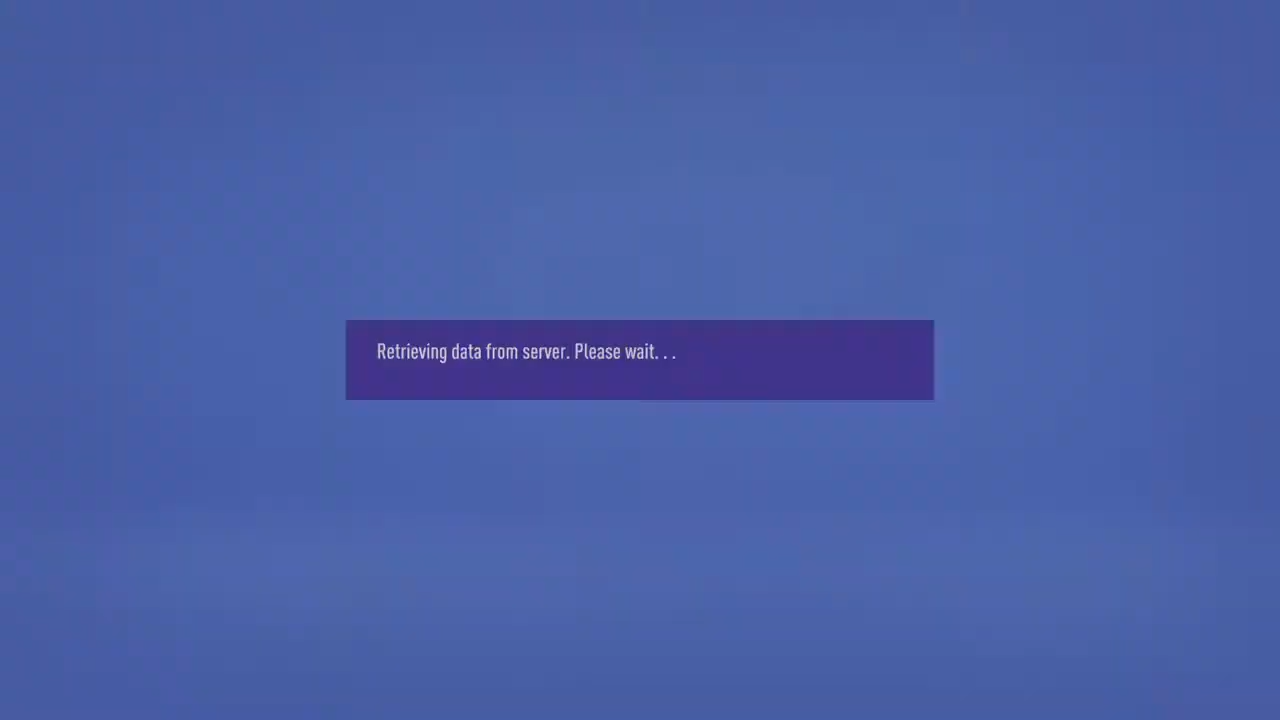 Retrieving data from server. Please wait. . .